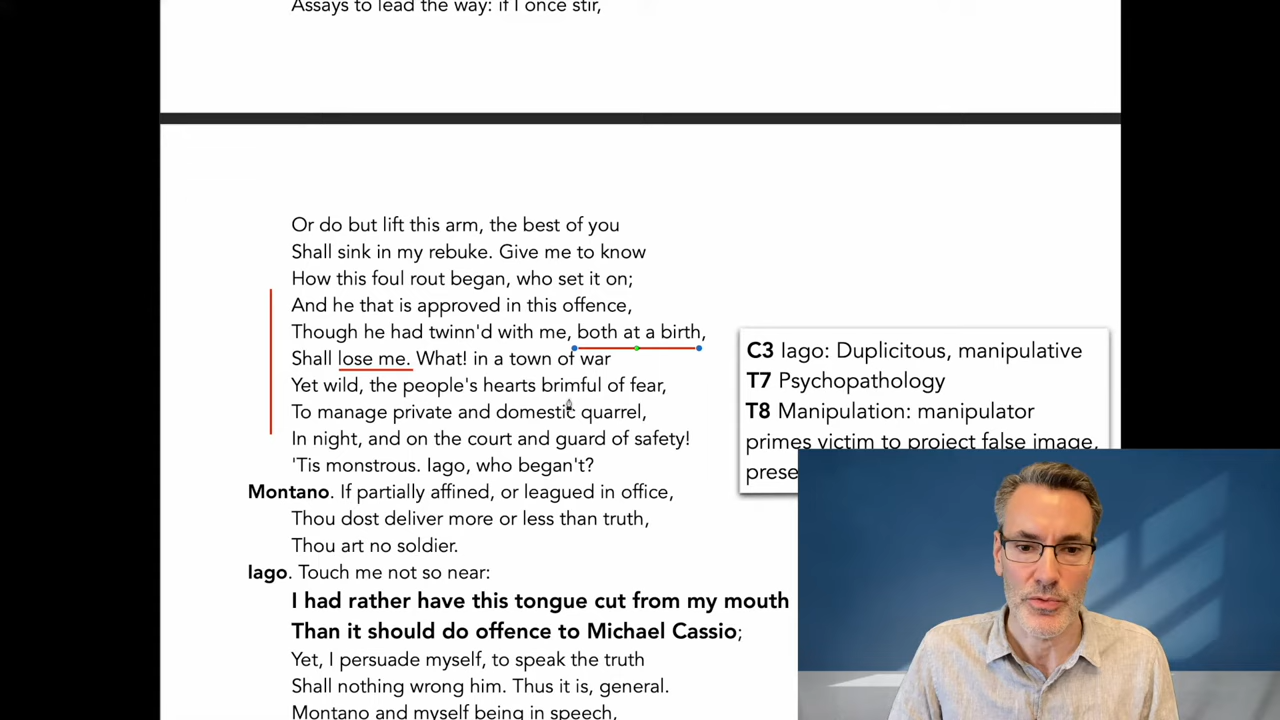 Assays to lead the way: if I once stir,
Or do but lift this arm, the best of you
Shall sink in my rebuke. Give me to know
How this foul rout began, who set it on;
And he that is approved in this offence,
Though he had twinn'd with me, both at a birth,
Shall lose me. What! in a town of war
Yet wild, the people's hearts brimful of fear,
To manage private and domestic quarrel,
In night, and on the court and guard of safety!
'Tis monstrous. Iago, who began't?
Montano. If partially affined, or leagued in office,
Thou dost deliver more or less than truth,
Thou art no soldier.
Iago. Touch me not so near:
I had rather have this tongue cut from my mouth
Than it should do offence to Michael Cassio;
Yet, I persuade myself, to speak the truth
Shall nothing wrong him. Thus it is, general.
Montano and myself being in speech,
C3 Iago: Duplicitous, manipulative
T7 Psychopathology
T8 Manipulation: manipulator
primes victim to project false image,